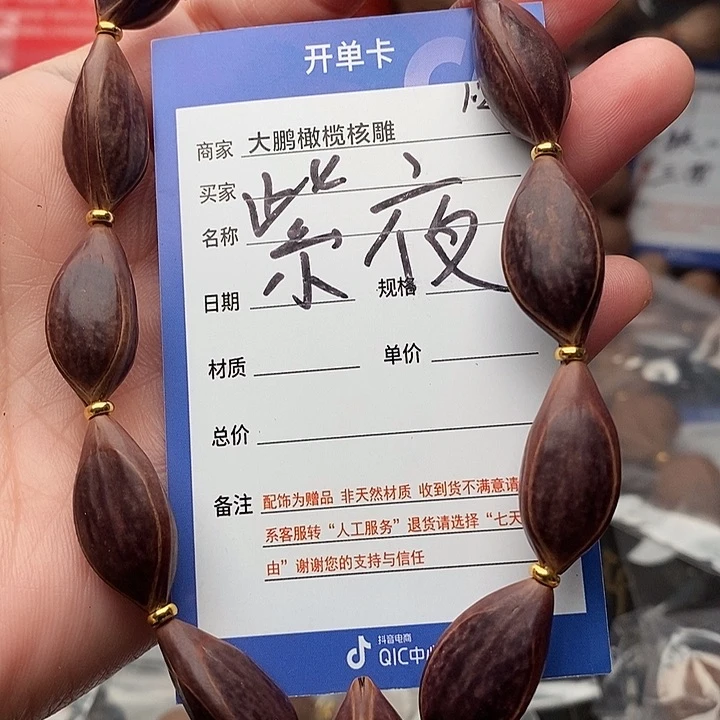 开单卡
商家 大鹏橄榄核雕
买家
紫夜
名称
日期 规格
材质 单价
总价
备注 配饰为赠品 非天然材质 收到货不满意请
系客服转“人工服务”退货请选择“七天
由”谢谢您的支持与信任
抖音电商
QIC中心